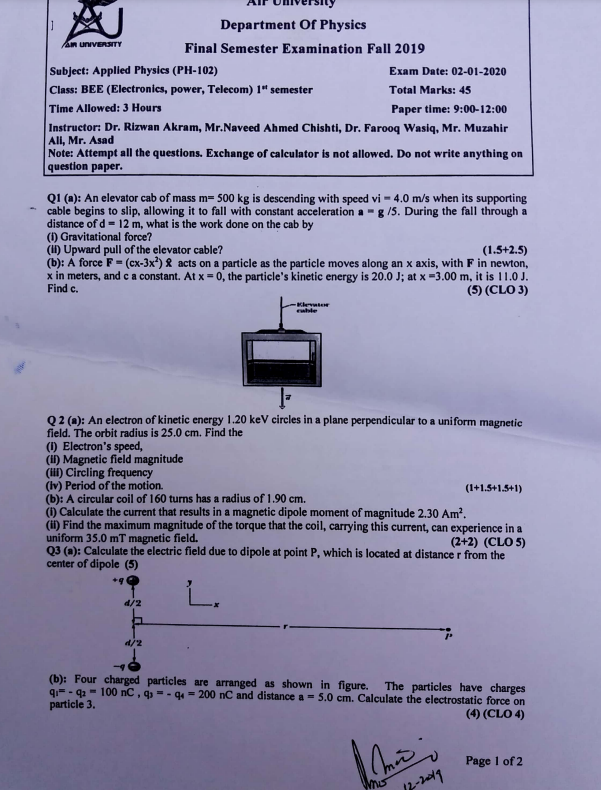 Air University
AIR UNIVERSITY
Department Of Physics
Final Semester Examination Fall 2019
Subject: Applied Physics (PH-102) Exam Date: 02-01-2020
Class: BEE (Electronics, power, Telecom) 1st semester Total Marks: 45
Time Allowed: 3 Hours Paper time: 9:00-12:00
Instructor: Dr. Rizwan Akram, Mr.Naveed Ahmed Chishti, Dr. Farooq Wasiq, Mr. Muzahir
Ali, Mr. Asad
Note: Attempt all the questions. Exchange of calculator is not allowed. Do not write anything on
question paper.
Q1 (a): An elevator cab of mass m= 500 kg is descending with speed vi = 4.0 m/s when its supporting
cable begins to slip, allowing it to fall with constant acceleration a = g /5. During the fall through a
distance of d = 12 m, what is the work done on the cab by
(i) Gravitational force?
(ii) Upward pull of the elevator cable? (1.5+2.5)
(b): A force F = (cx-3x²) x̂ acts on a particle as the particle moves along an x axis, with F in newton,
x in meters, and c a constant. At x = 0, the particle's kinetic energy is 20.0 J; at x =3.00 m, it is 11.0 J.
Find c. (5) (CLO 3)
Elevator
cable
a
Q 2 (a): An electron of kinetic energy 1.20 keV circles in a plane perpendicular to a uniform magnetic
field. The orbit radius is 25.0 cm. Find the
(i) Electron's speed,
(ii) Magnetic field magnitude
(iii) Circling frequency
(iv) Period of the motion. (1+1.5+1.5+1)
(b): A circular coil of 160 turns has a radius of 1.90 cm.
(i) Calculate the current that results in a magnetic dipole moment of magnitude 2.30 Am².
(ii) Find the maximum magnitude of the torque that the coil, carrying this current, can experience in a
uniform 35.0 mT magnetic field. (2+2) (CLO 5)
Q3 (a): Calculate the electric field due to dipole at point P, which is located at distance r from the
center of dipole (5)
+q
y
d/2
x
r
P
d/2
-q
(b): Four charged particles are arranged as shown in figure. The particles have charges
q₁= - q₂ = 100 nC , q₃ = - q₄ = 200 nC and distance a = 5.0 cm. Calculate the electrostatic force on
particle 3. (4) (CLO 4)
Page 1 of 2
12-2019